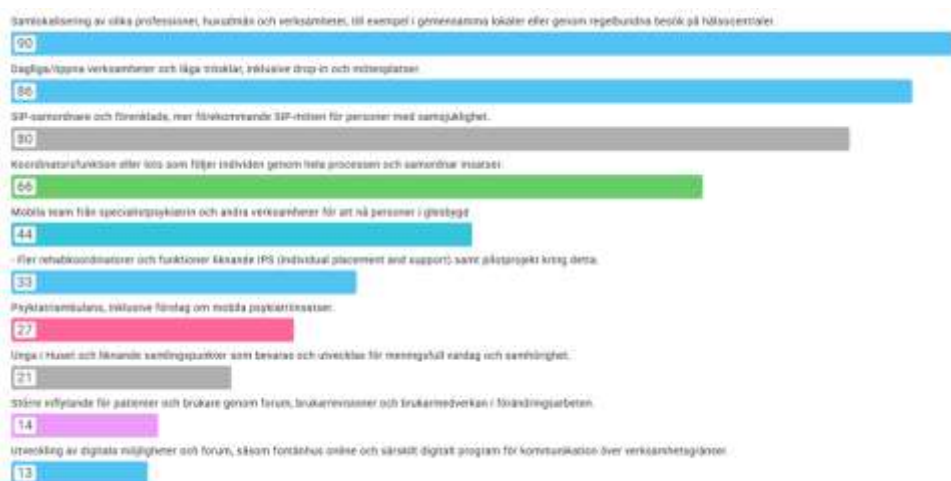 Samlokalisering av olika professioner, huvudmän och verksamheter, till exempel i gemensamma lokaler eller genom regelbundna besök på hälsocentraler.
90
Dagliga/öppna verksamheter och låga trösklar, inklusive drop-in och mötesplatser.
86
SIP-samordnare och förenklade, mer förekommande SIP-möten för personer med samsjuklighet.
80
Koordinatorsfunktion eller lots som följer individen genom hela processen och samordnar insatser.
66
Mobila team från specialistpsykiatrin och andra verksamheter för att nå personer i glesbygd
44
- Fler rehabkoordinatorer och funktioner liknande IPS (individual placement and support) samt pilotprojekt kring detta.
33
Psykiatriambulans, inklusive förslag om mobila psykiatriinsatser.
27
Unga i Huset och liknande samlingspunkter som bevaras och utvecklas för meningsfull vardag och samhörighet.
21
Större inflytande för patienter och brukare genom forum, brukarrevisioner och brukarmedverkan i förändringsarbeten.
14
Utveckling av digitala möjligheter och forum, såsom fontänhus online och särskilt digitalt program för kommunikation över verksamhetsgränser.
13